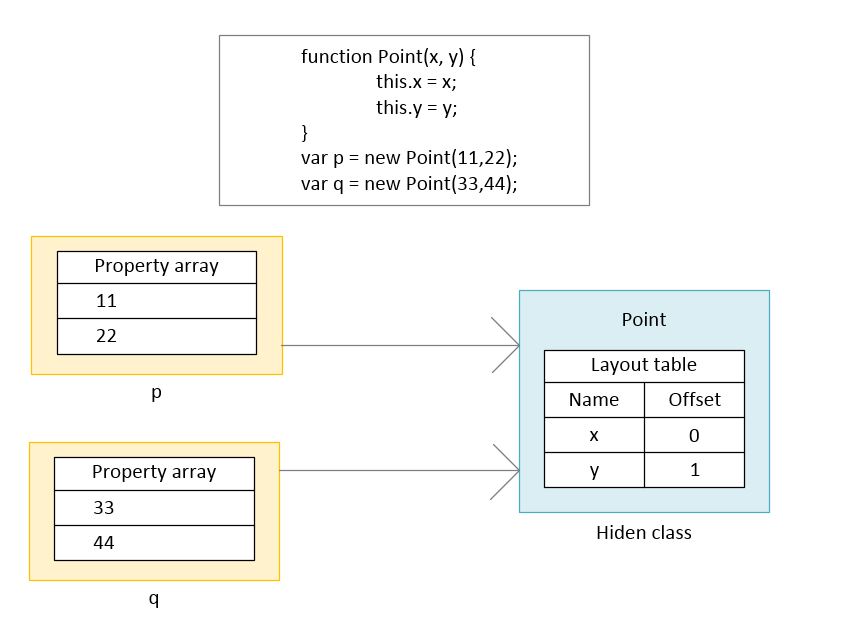 function Point(x, y) {
this.x = x;
this.y = y;
}
var p = new Point(11,22);
var q = new Point(33,44);
Property array
11
22
p
Property array
33
44
q
Point
Layout table
Name Offset
x 0
y 1
Hiden class